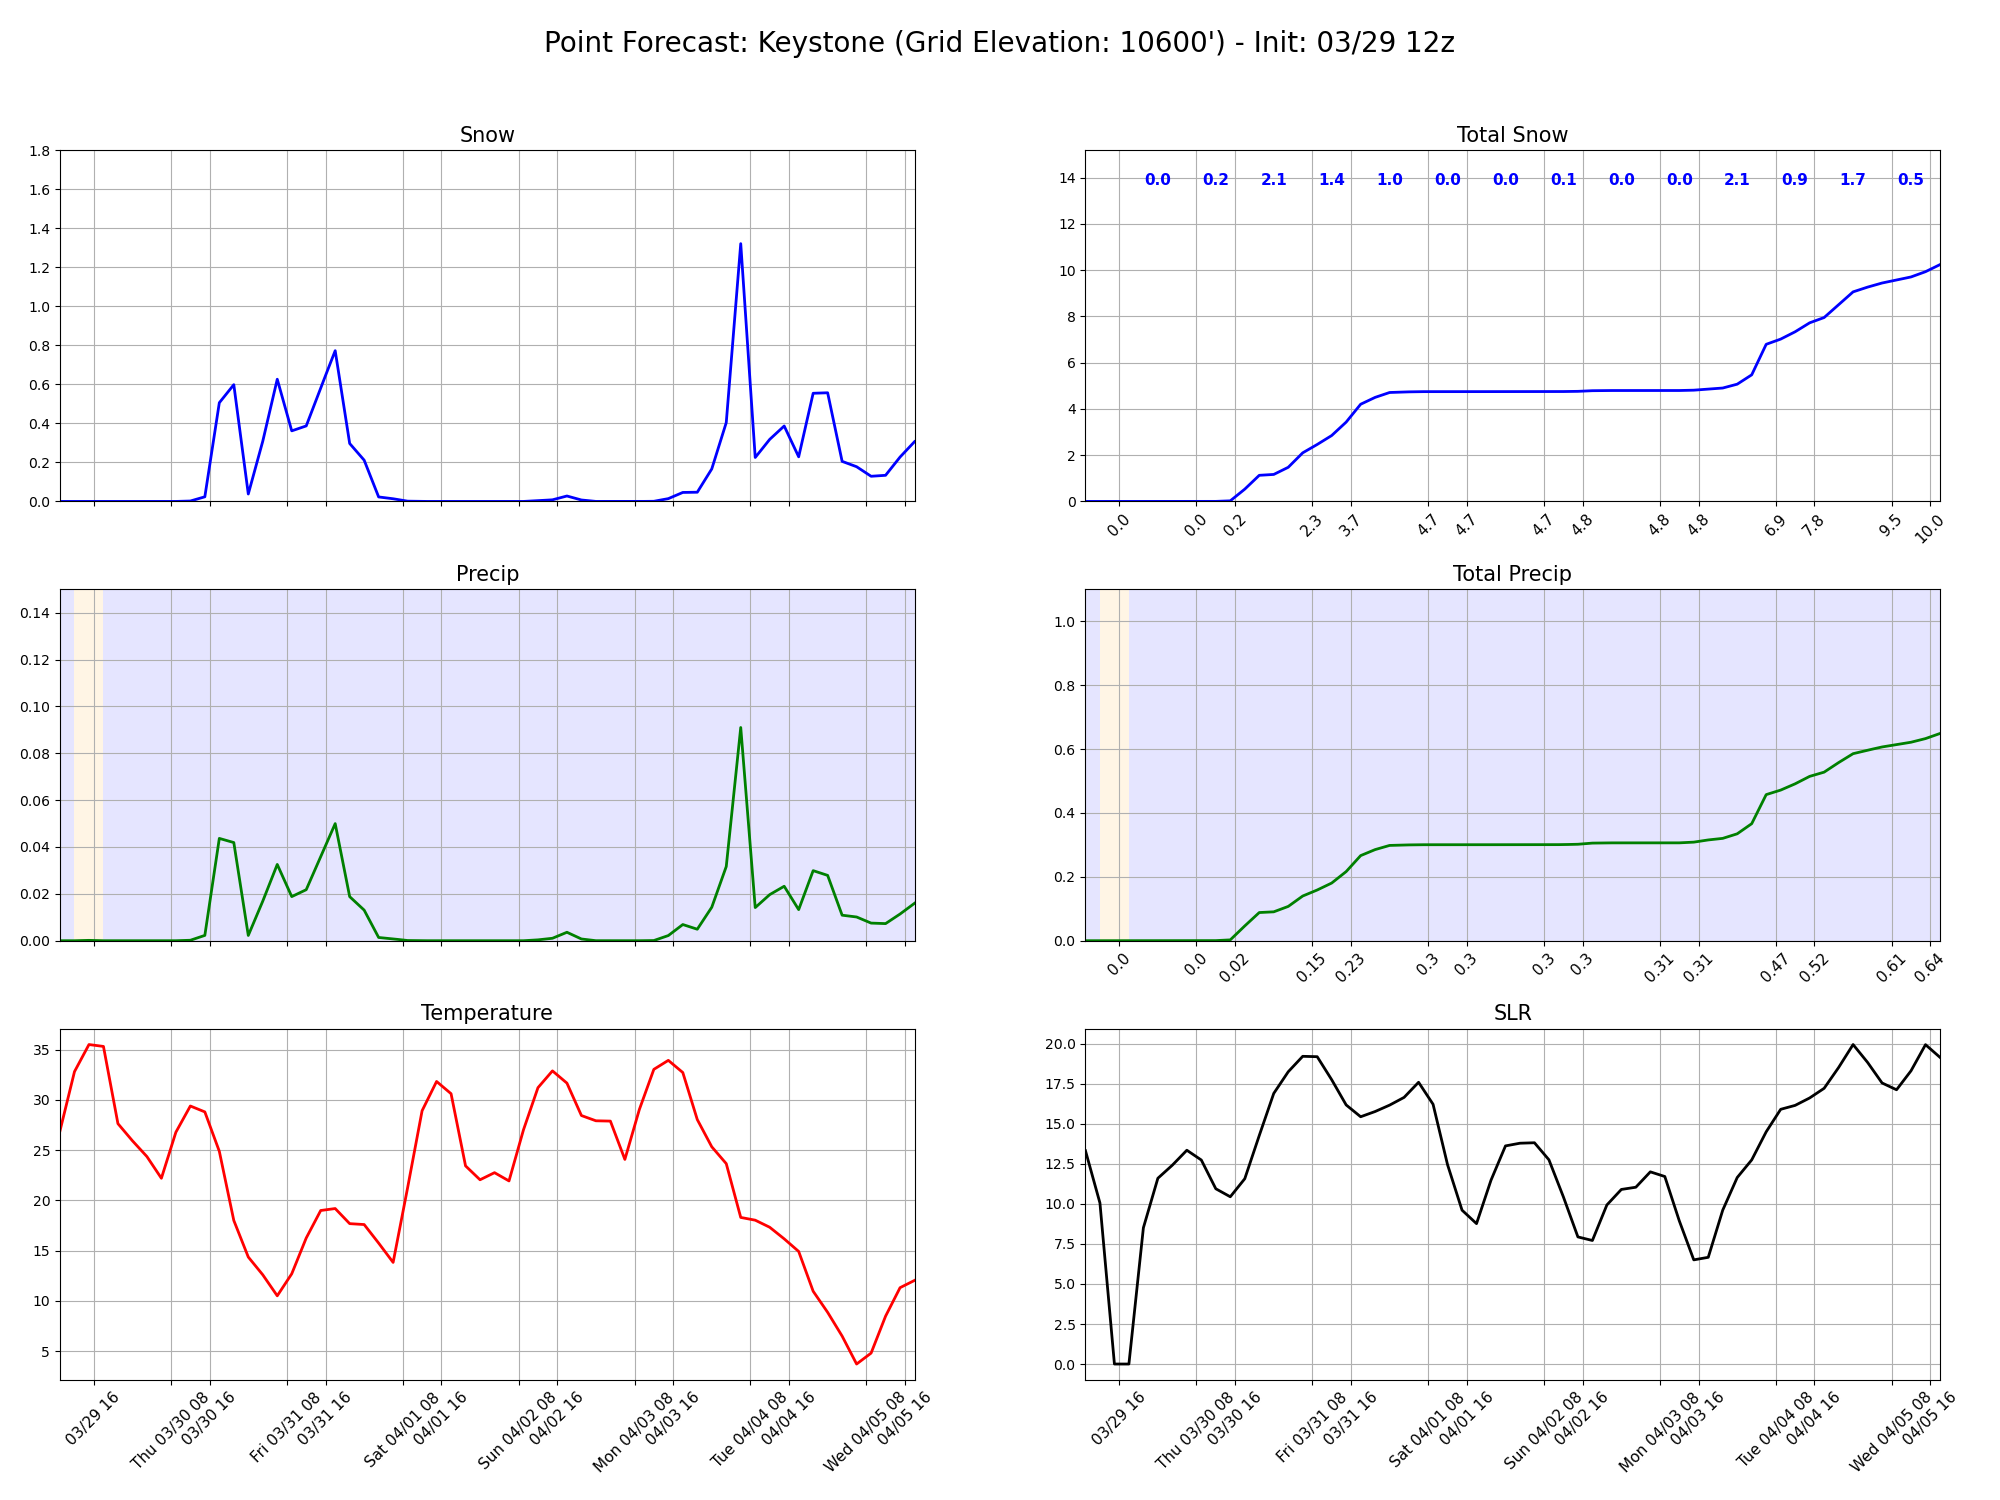 Point Forecast: Keystone (Grid Elevation: 10600') - Init: 03/29 12z
Snow
1.8
1.6
1.4
1.2
1.0
0.8
0.6
0.4
0.2
0.0
Total Snow
14
12
10
8
6
4
2
0
0.0 0.2 2.1 1.4 1.0 0.0 0.0 0.1 0.0 0.0 2.1 0.9 1.7 0.5
0.0 0.0 0.2 2.3 3.7 4.7 4.7 4.7 4.8 4.8 4.8 6.9 7.8 9.5 10.0
Precip
0.14
0.12
0.10
0.08
0.06
0.04
0.02
0.00
Total Precip
1.0
0.8
0.6
0.4
0.2
0.0
0.0 0.0 0.02 0.15 0.23 0.3 0.3 0.3 0.3 0.31 0.31 0.47 0.52 0.61 0.64
Temperature
35
30
25
20
15
10
5
03/29 16
Thu 03/30 08
03/30 16
Fri 03/31 08
03/31 16
Sat 04/01 08
04/01 16
Sun 04/02 08
04/02 16
Mon 04/03 08
04/03 16
Tue 04/04 08
04/04 16
Wed 04/05 08
04/05 16
SLR
20.0
17.5
15.0
12.5
10.0
7.5
5.0
2.5
0.0
03/29 16
Thu 03/30 08
03/30 16
Fri 03/31 08
03/31 16
Sat 04/01 08
04/01 16
Sun 04/02 08
04/02 16
Mon 04/03 08
04/03 16
Tue 04/04 08
04/04 16
Wed 04/05 08
04/05 16